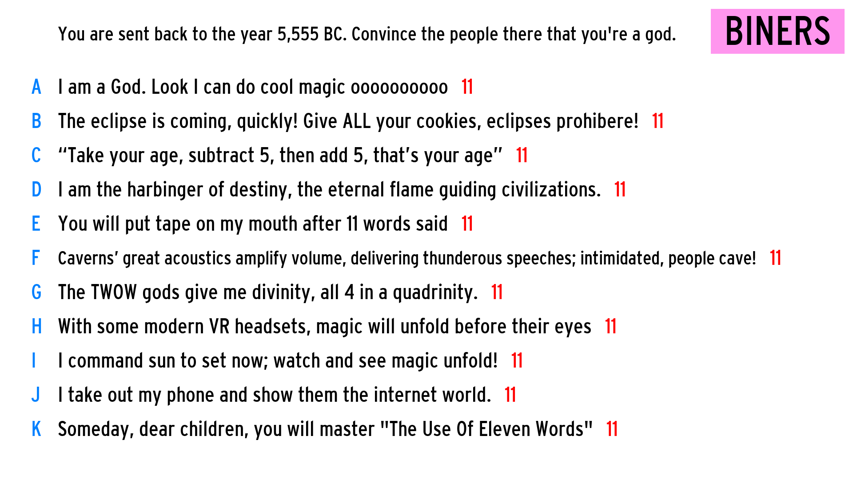 You are sent back to the year 5,555 BC. Convince the people there that you're a god.
BINERS
A I am a God. Look I can do cool magic oooooooooo 11
B The eclipse is coming, quickly! Give ALL your cookies, eclipses prohibere! 11
C “Take your age, subtract 5, then add 5, that’s your age” 11
D I am the harbinger of destiny, the eternal flame guiding civilizations. 11
E You will put tape on my mouth after 11 words said 11
F Caverns’ great acoustics amplify volume, delivering thunderous speeches; intimidated, people cave! 11
G The TWOW gods give me divinity, all 4 in a quadrinity. 11
H With some modern VR headsets, magic will unfold before their eyes 11
I I command sun to set now; watch and see magic unfold! 11
J I take out my phone and show them the internet world. 11
K Someday, dear children, you will master "The Use Of Eleven Words" 11